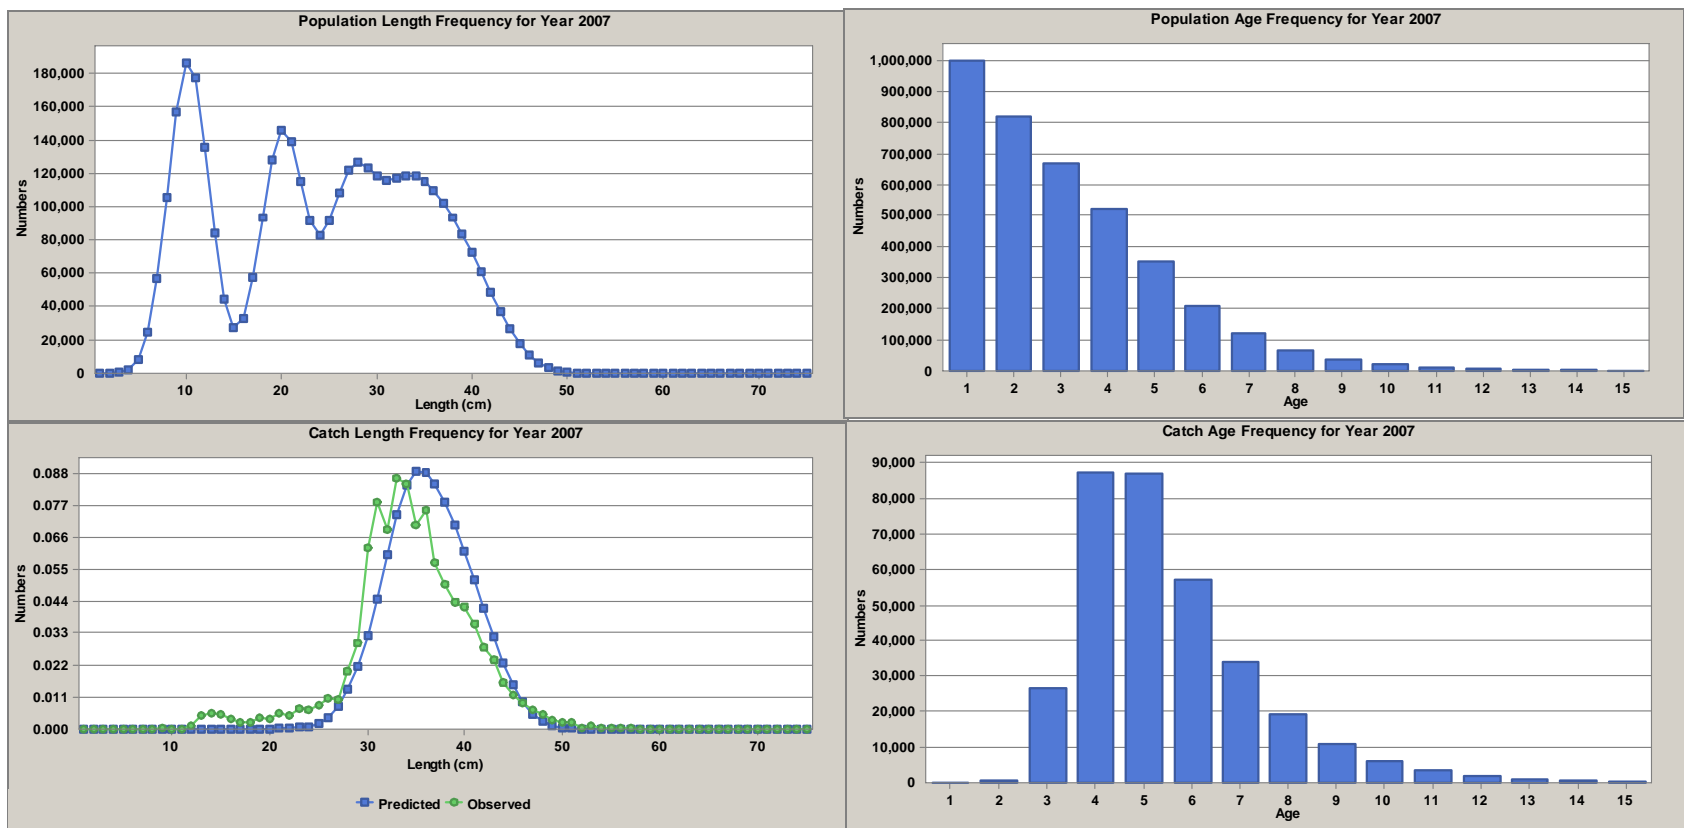 Population Length Frequency for Year 2007
180,000
160,000
140,000
120,000
100,000
80,000
60,000
40,000
20,000
0
Numbers
10 20 30 40 50 60 70
Length (cm)
Population Age Frequency for Year 2007
1,000,000
900,000
800,000
700,000
600,000
500,000
400,000
300,000
200,000
100,000
0
Numbers
1 2 3 4 5 6 7 8 9 10 11 12 13 14 15
Age
Catch Length Frequency for Year 2007
0.088
0.077
0.066
0.055
0.044
0.033
0.022
0.011
0.000
Numbers
10 20 30 40 50 60 70
Length (cm)
Predicted Observed
Catch Age Frequency for Year 2007
90,000
80,000
70,000
60,000
50,000
40,000
30,000
20,000
10,000
0
Numbers
1 2 3 4 5 6 7 8 9 10 11 12 13 14 15
Age